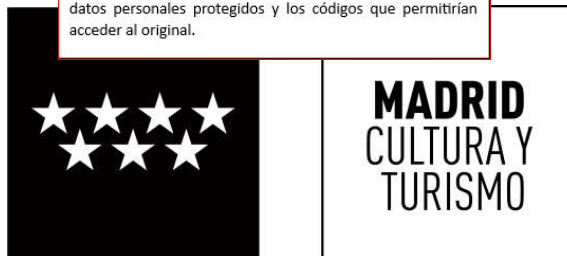 datos personales protegidos y los códigos que permitirían
acceder al original.
MADRID
CULTURA Y
TURISMO